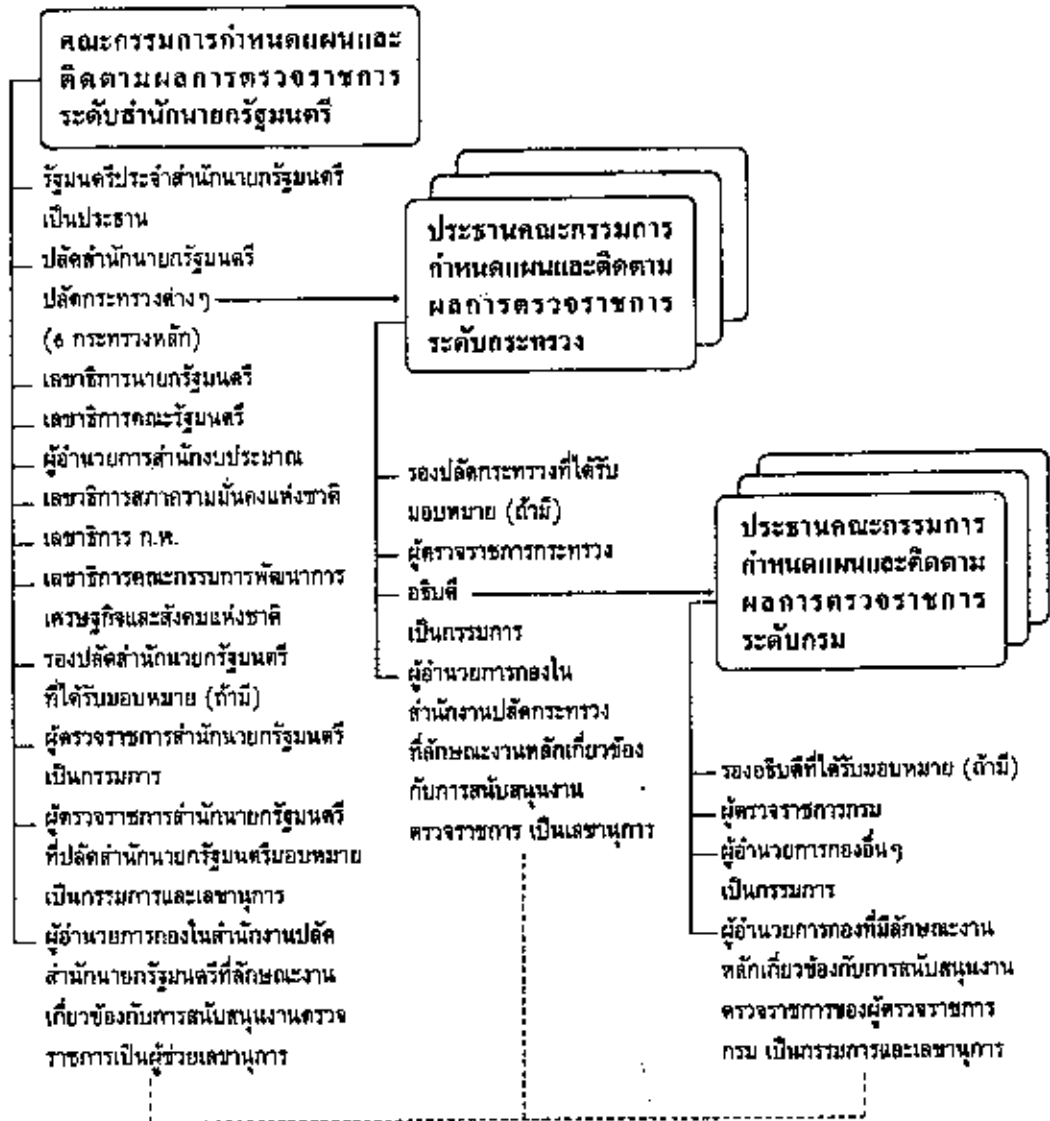 คณะกรรมการกำหนดแผนและ
ติดตามผลการตรวจราชการ
ระดับสำนักนายกรัฐมนตรี
รัฐมนตรีประจำสำนักนายกรัฐมนตรี
เป็นประธาน
ปลัดสำนักนายกรัฐมนตรี
ปลัดกระทรวงต่างๆ
(6 กระทรวงหลัก)
เลขาธิการนายกรัฐมนตรี
เลขาธิการคณะรัฐมนตรี
ผู้อำนวยการสำนักงบประมาณ
เลขาธิการสภาความมั่นคงแห่งชาติ
เลขาธิการ ก.พ.
เลขาธิการคณะกรรมการพัฒนาการ
เศรษฐกิจและสังคมแห่งชาติ
รองปลัดสำนักนายกรัฐมนตรี
ที่ได้รับมอบหมาย (ถ้ามี)
ผู้ตรวจราชการสำนักนายกรัฐมนตรี
เป็นกรรมการ
ผู้ตรวจราชการสำนักนายกรัฐมนตรี
ที่ปลัดสำนักนายกรัฐมนตรีมอบหมาย
เป็นกรรมการและเลขานุการ
ผู้อำนวยการกองในสำนักงานปลัด
สำนักนายกรัฐมนตรีที่ลักษณะงาน
เกี่ยวข้องกับการสนับสนุนงานตรวจ
ราชการเป็นผู้ช่วยเลขานุการ
ประธานคณะกรรมการ
กำหนดแผนและติดตาม
ผลการตรวจราชการ
ระดับกระทรวง
รองปลัดกระทรวงที่ได้รับ
มอบหมาย (ถ้ามี)
ผู้ตรวจราชการกระทรวง
อธิบดี
เป็นกรรมการ
ผู้อำนวยการกองใน
สำนักงานปลัดกระทรวง
ที่ลักษณะงานหลักเกี่ยวข้อง
กับการสนับสนุนงาน
ตรวจราชการ เป็นเลขานุการ
ประธานคณะกรรมการ
กำหนดแผนและติดตาม
ผลการตรวจราชการ
ระดับกรม
รองอธิบดีที่ได้รับมอบหมาย (ถ้ามี)
ผู้ตรวจราชการกรม
ผู้อำนวยการกองอื่นๆ
เป็นกรรมการ
ผู้อำนวยการกองที่มีลักษณะงาน
หลักเกี่ยวข้องกับการสนับสนุนงาน
ตรวจราชการของผู้ตรวจราชการ
กรม เป็นกรรมการและเลขานุการ